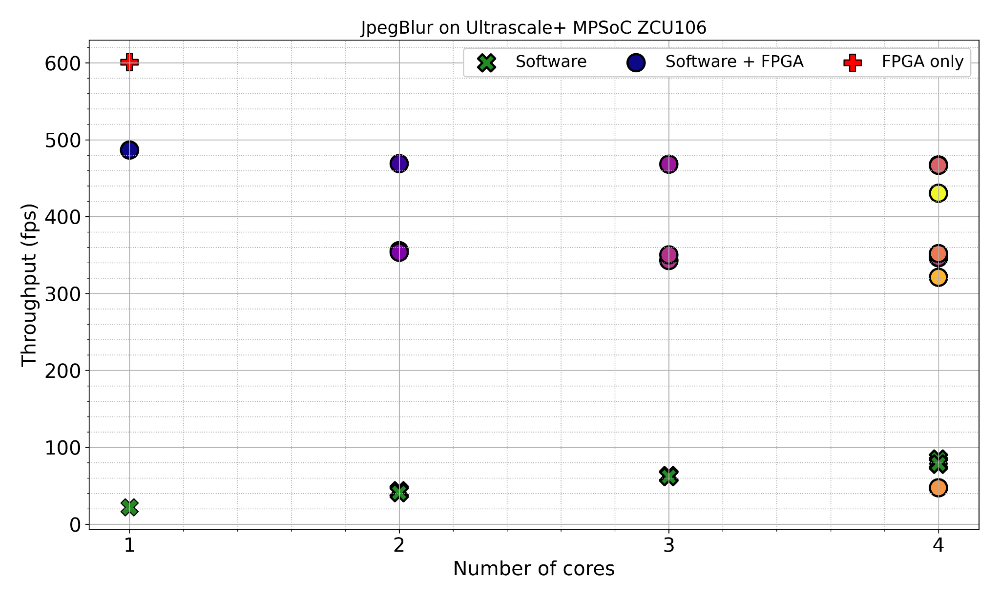 JpegBlur on Ultrascale+ MPSoC ZCU106
Software
Software + FPGA
FPGA only
600
500
400
300
200
100
0
Throughput (fps)
1
2
3
4
Number of cores